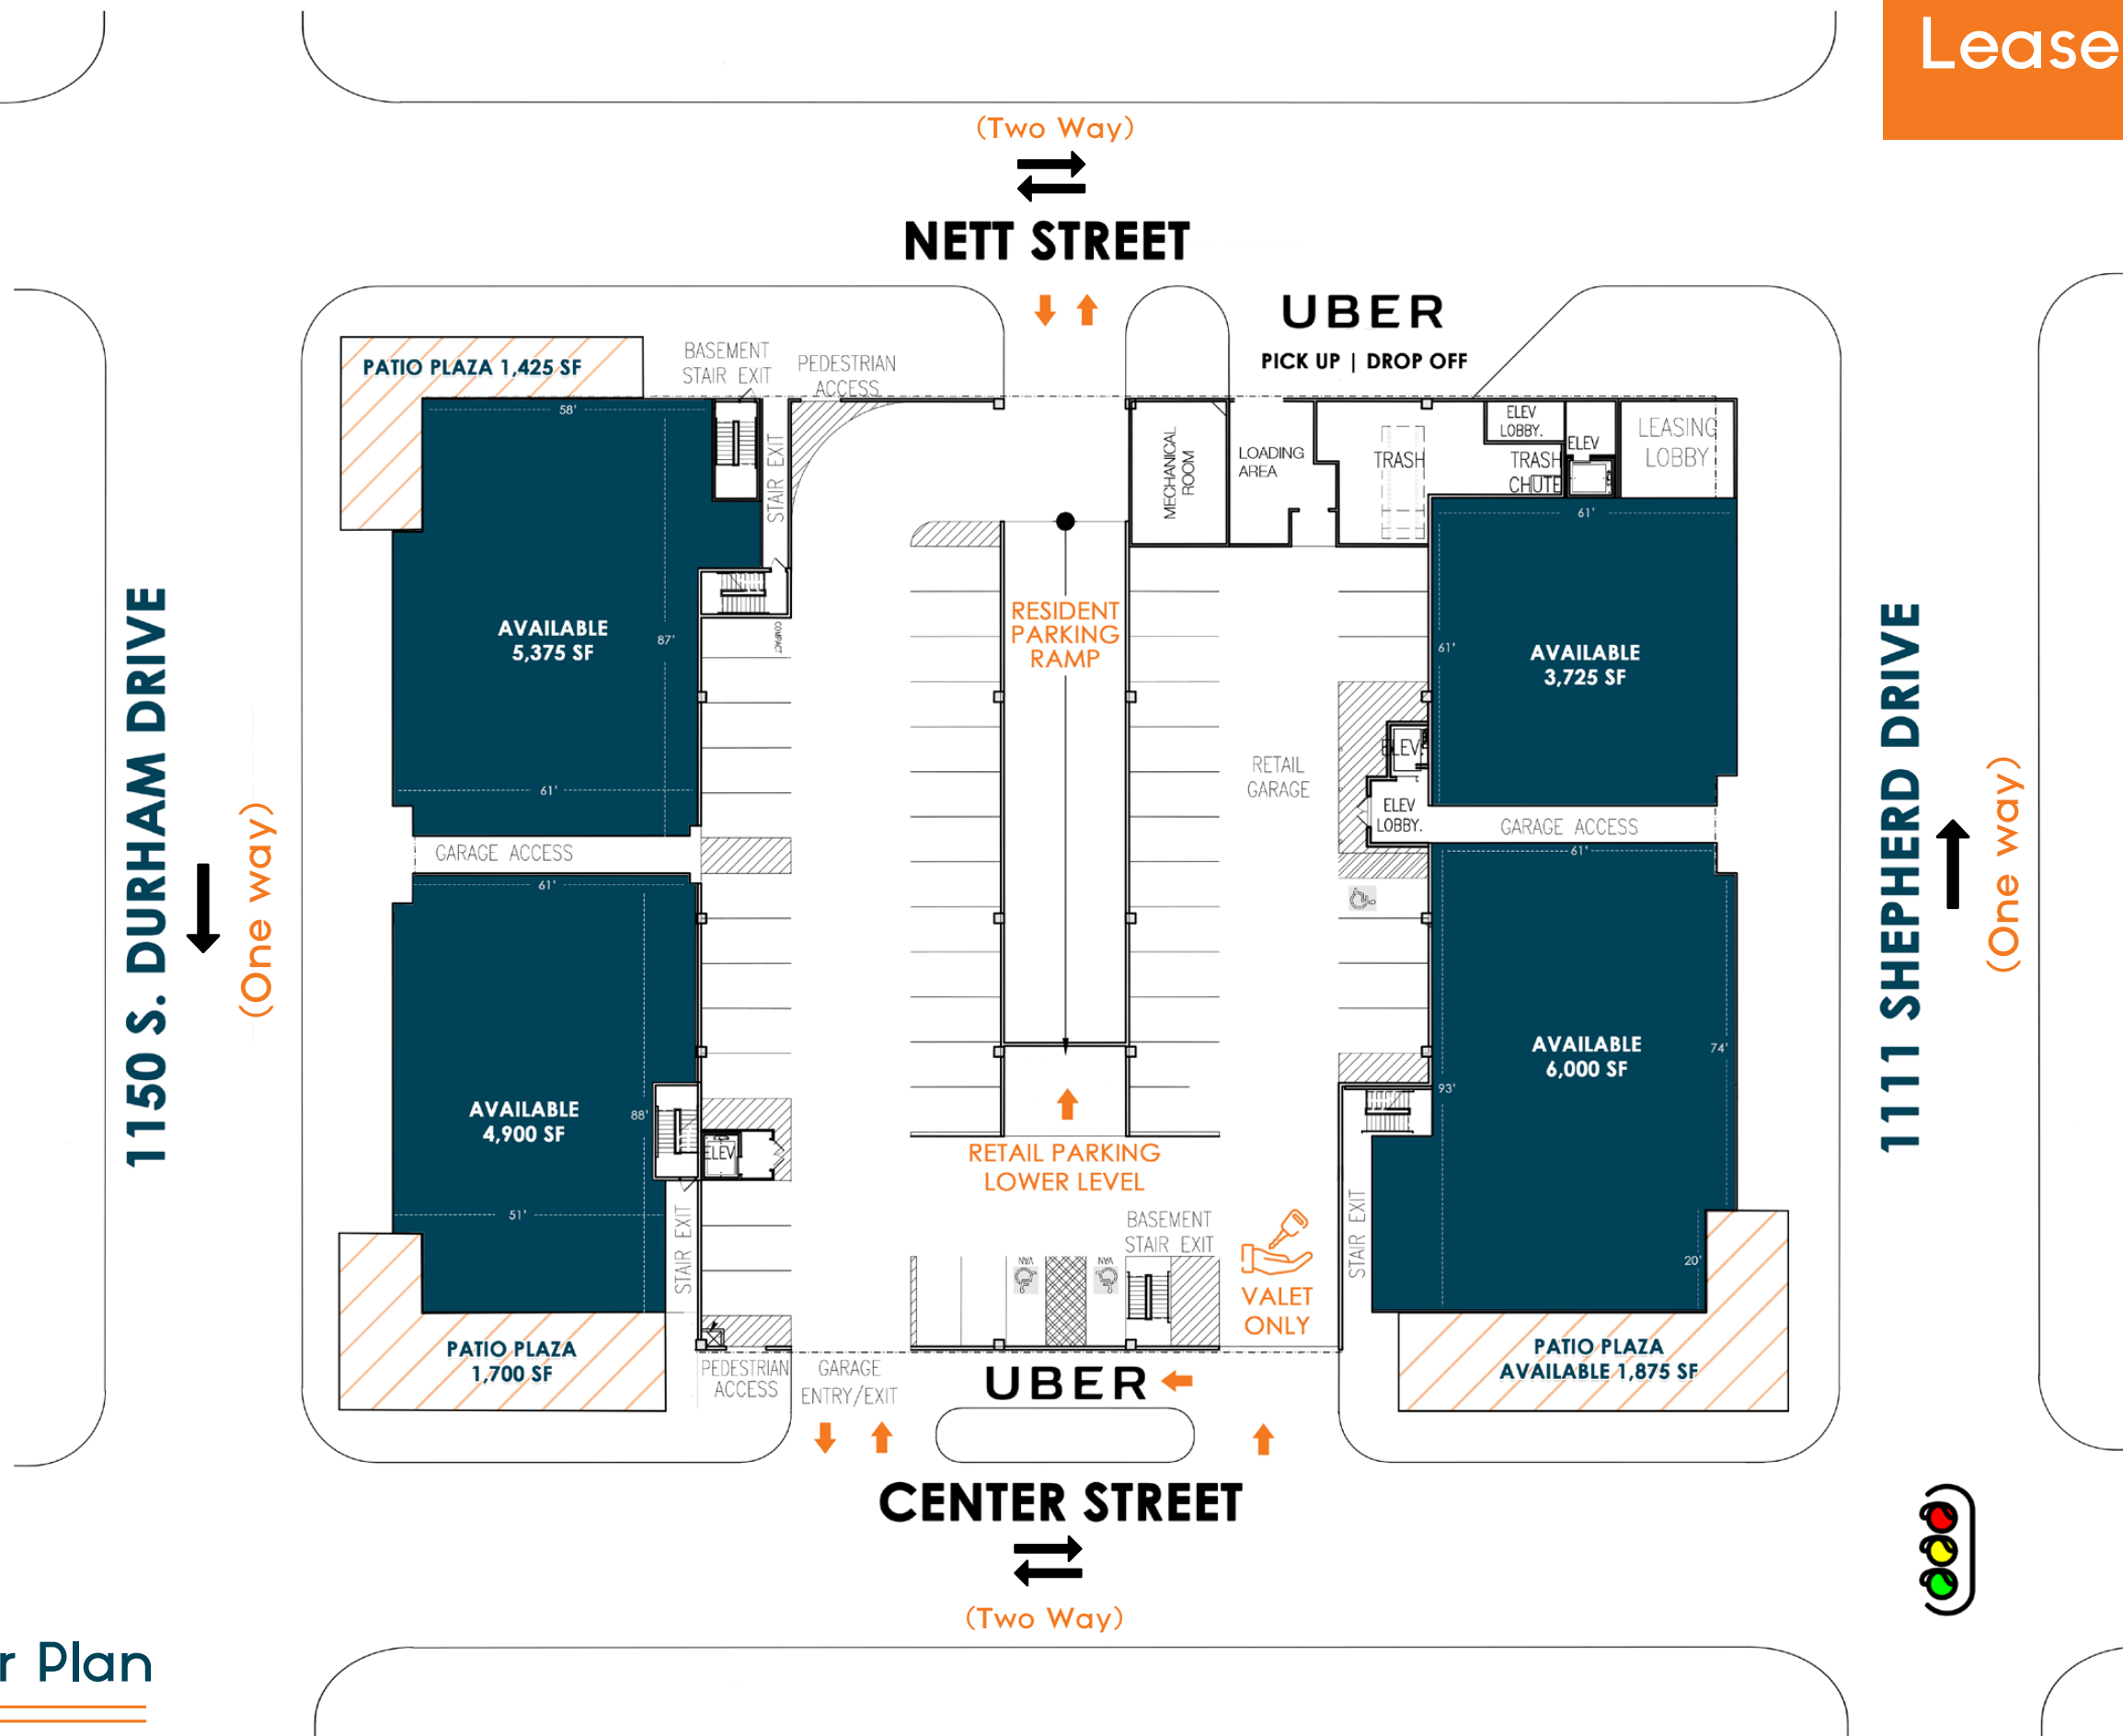 Lease
(Two Way)
NETT STREET
UBER
PICK UP | DROP OFF
PATIO PLAZA 1,425 SF
BASEMENT
STAIR EXIT
PEDESTRIAN
ACCESS
58'
STAIR EXIT
MECHANICAL
ROOM
LOADING
AREA
TRASH
ELEV
LOBBY.
ELEV
TRASH
CHUTE
LEASING
LOBBY
61'
AVAILABLE
5,375 SF
87'
COMPACT
RESIDENT
PARKING
RAMP
61'
AVAILABLE
3,725 SF
1150 S. DURHAM DRIVE
(One way)
1111 SHEPHERD DRIVE
(One way)
61'
RETAIL
GARAGE
ELEV
ELEV
LOBBY.
GARAGE ACCESS
GARAGE ACCESS
61'
61'
AVAILABLE
4,900 SF
88'
ELEV
AVAILABLE
6,000 SF
74'
93'
RETAIL PARKING
LOWER LEVEL
51'
STAIR EXIT
BASEMENT
STAIR EXIT
STAIR EXIT
20'
VAN
VAN
VALET
ONLY
PATIO PLAZA
1,700 SF
PEDESTRIAN
ACCESS
GARAGE
ENTRY/EXIT
UBER
PATIO PLAZA
AVAILABLE 1,875 SF
CENTER STREET
(Two Way)
r Plan